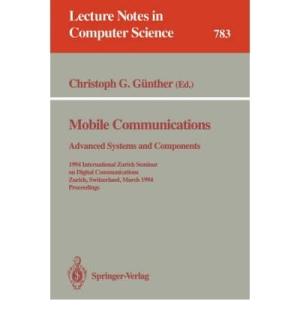 Lecture Notes in
Computer Science 783
Christoph G. Günther (Ed.)
Mobile Communications
Advanced Systems and Components
1994 International Zurich Seminar
on Digital Communications
Zurich, Switzerland, March 1994
Proceedings
Springer-Verlag